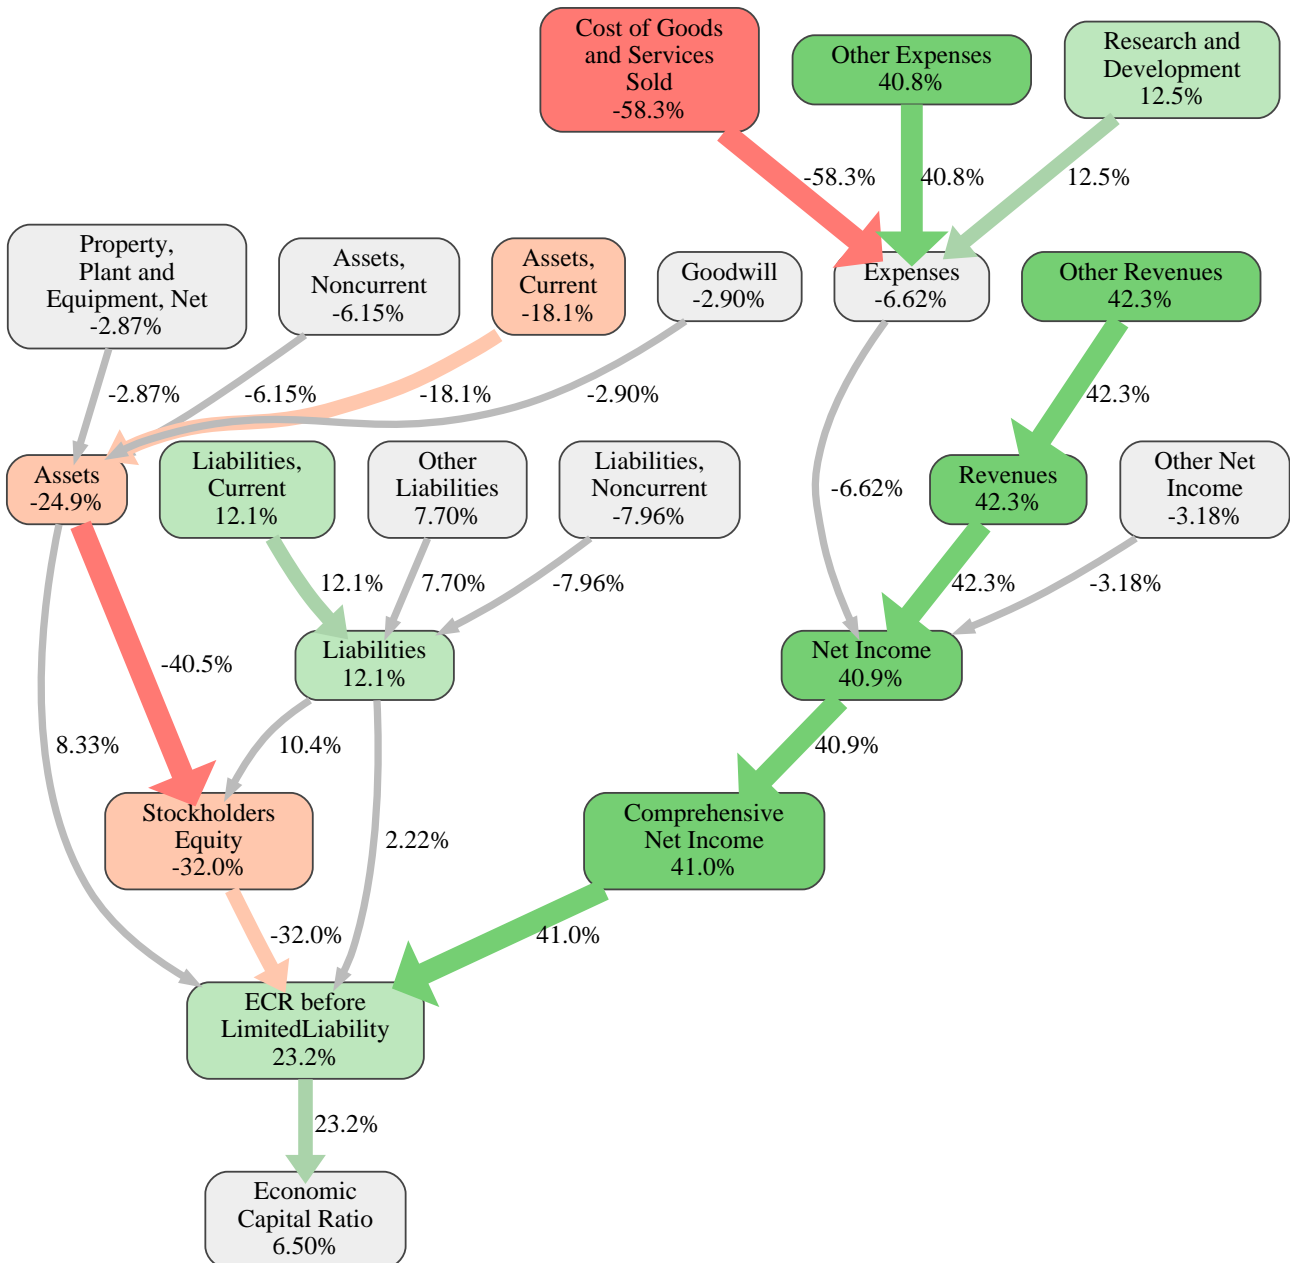 Cost of Goods
and Services
Sold
-58.3%
Other Expenses
40.8%
Research and
Development
12.5%
-58.3%
40.8%
12.5%
Property,
Plant and
Equipment, Net
-2.87%
Assets,
Noncurrent
-6.15%
Assets,
Current
-18.1%
Goodwill
-2.90%
Expenses
-6.62%
Other Revenues
42.3%
-2.87%
-6.15%
-18.1%
-2.90%
42.3%
Assets
-24.9%
Liabilities,
Current
12.1%
Other
Liabilities
7.70%
Liabilities,
Noncurrent
-7.96%
-6.62%
Revenues
42.3%
Other Net
Income
-3.18%
12.1%
7.70%
-7.96%
42.3%
-3.18%
-40.5%
Liabilities
12.1%
Net Income
40.9%
8.33%
10.4%
40.9%
Stockholders
Equity
-32.0%
2.22%
Comprehensive
Net Income
41.0%
-32.0%
41.0%
ECR before
LimitedLiability
23.2%
23.2%
Economic
Capital Ratio
6.50%